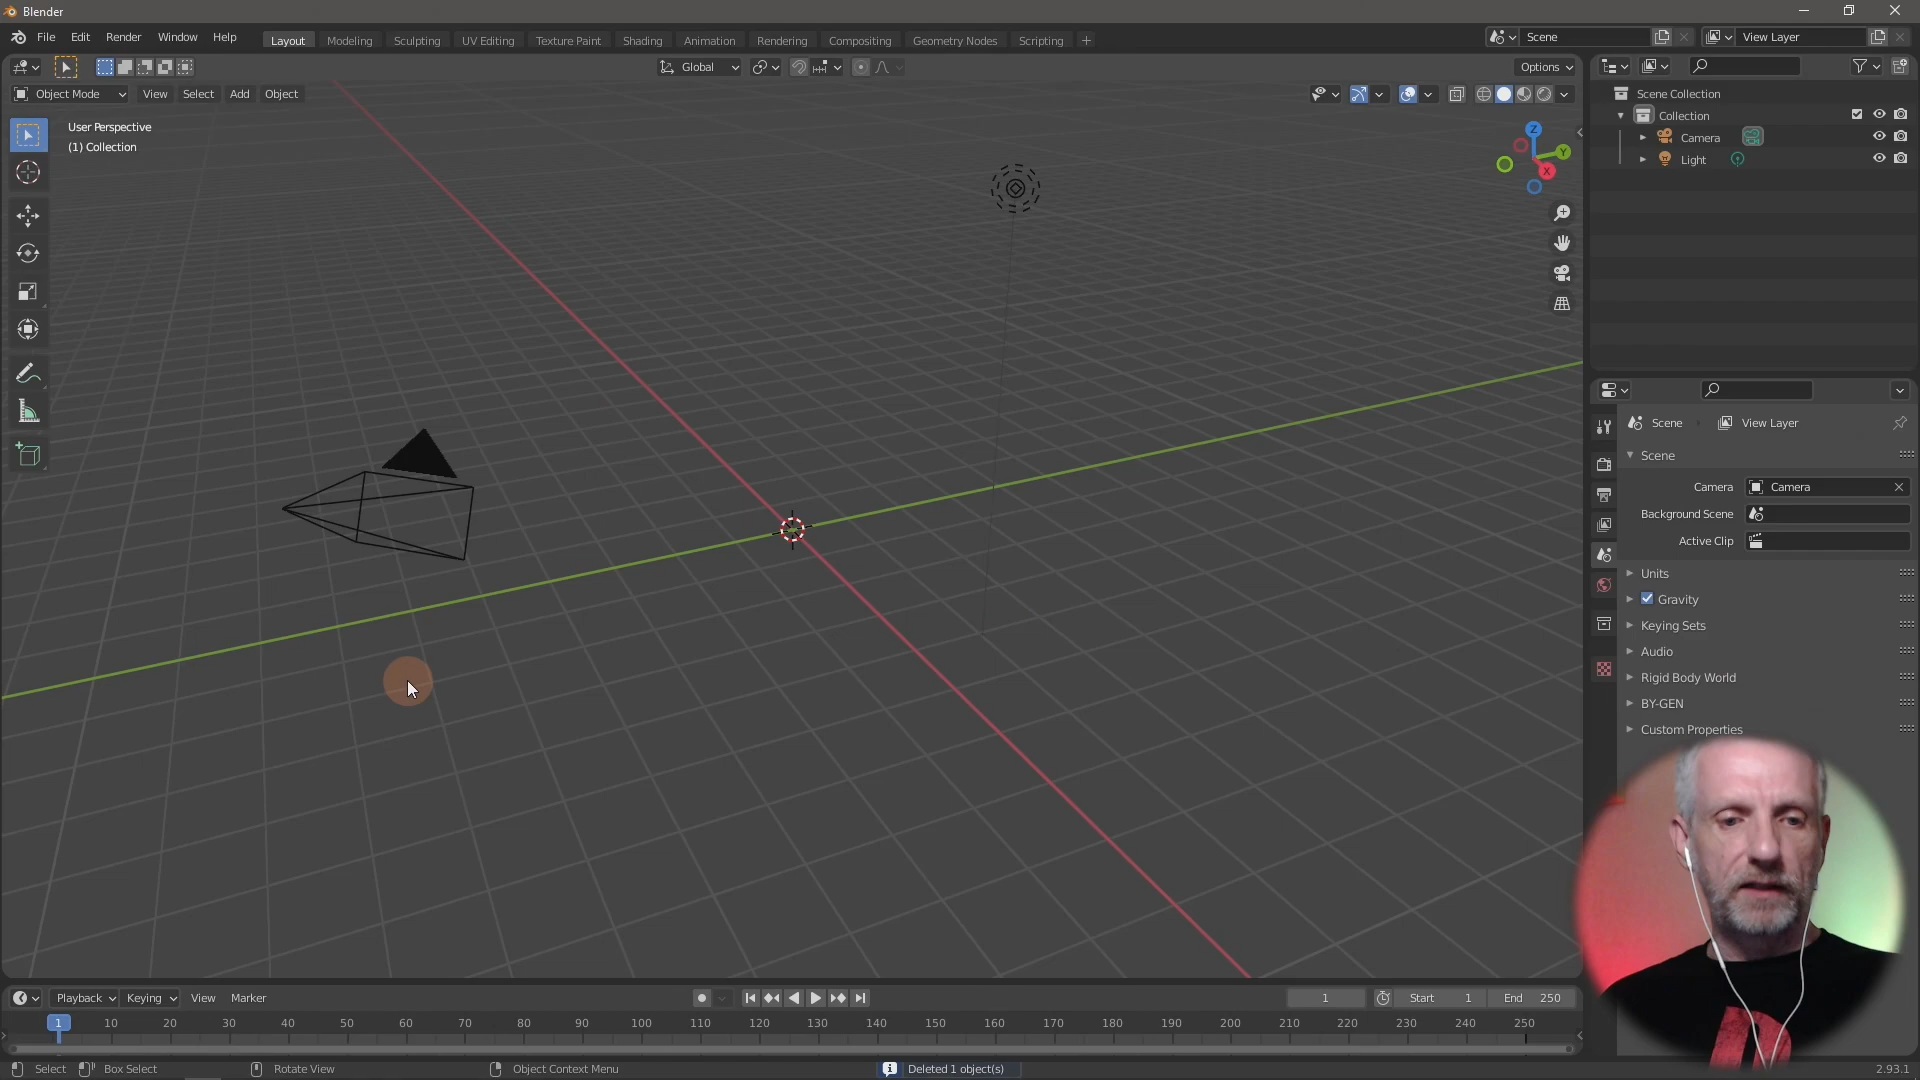 Blender
File Edit Render Window Help Layout Modeling Sculpting UV Editing Texture Paint Shading Animation Rendering Compositing Geometry Nodes Scripting + Scene View Layer
Global Options
Object Mode View Select Add Object
User Perspective
(1) Collection
Z
Y
X
Scene Collection
Collection
Camera
Light
Scene View Layer
Scene
Camera Camera
Background Scene
Active Clip
Units
Gravity
Keying Sets
Audio
Rigid Body World
BY-GEN
Custom Properties
Playback Keying View Marker 1 Start 1 End 250
1 10 20 30 40 50 60 70 80 90 100 110 120 130 140 150 160 170 180 190 200 210 220 230 240 250
Select Box Select Rotate View Object Context Menu Deleted 1 object(s) 2.93.1